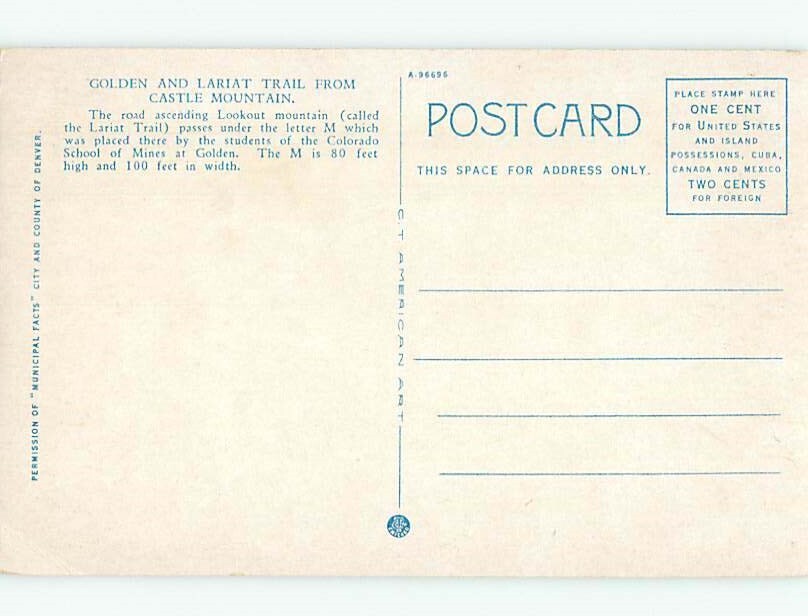 GOLDEN AND LARIAT TRAIL FROM
CASTLE MOUNTAIN.
The road ascending Lookout mountain (called
the Lariat Trail) passes under the letter M which
was placed there by the students of the Colorado
School of Mines at Golden. The M is 80 feet
high and 100 feet in width.
PERMISSION OF "MUNICIPAL FACTS" CITY AND COUNTY OF DENVER.
C.T. AMERICAN ART
A-96696
POST CARD
THIS SPACE FOR ADDRESS ONLY.
PLACE STAMP HERE
ONE CENT
FOR UNITED STATES
AND ISLAND
POSSESSIONS, CUBA,
CANADA AND MEXICO
TWO CENTS
FOR FOREIGN